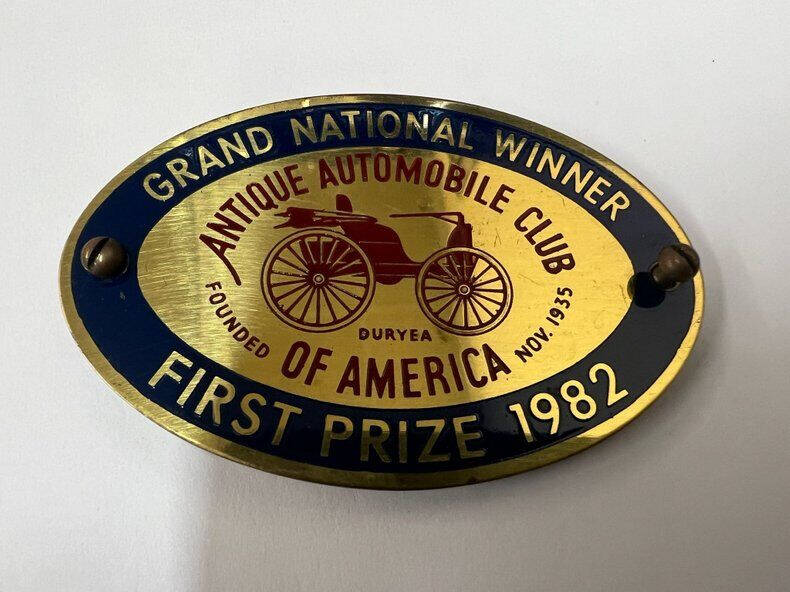 GRAND NATIONAL WINNER
ANTIQUE AUTOMOBILE CLUB
FOUNDED NOV. 1935
DURYEA
OF AMERICA
FIRST PRIZE 1982